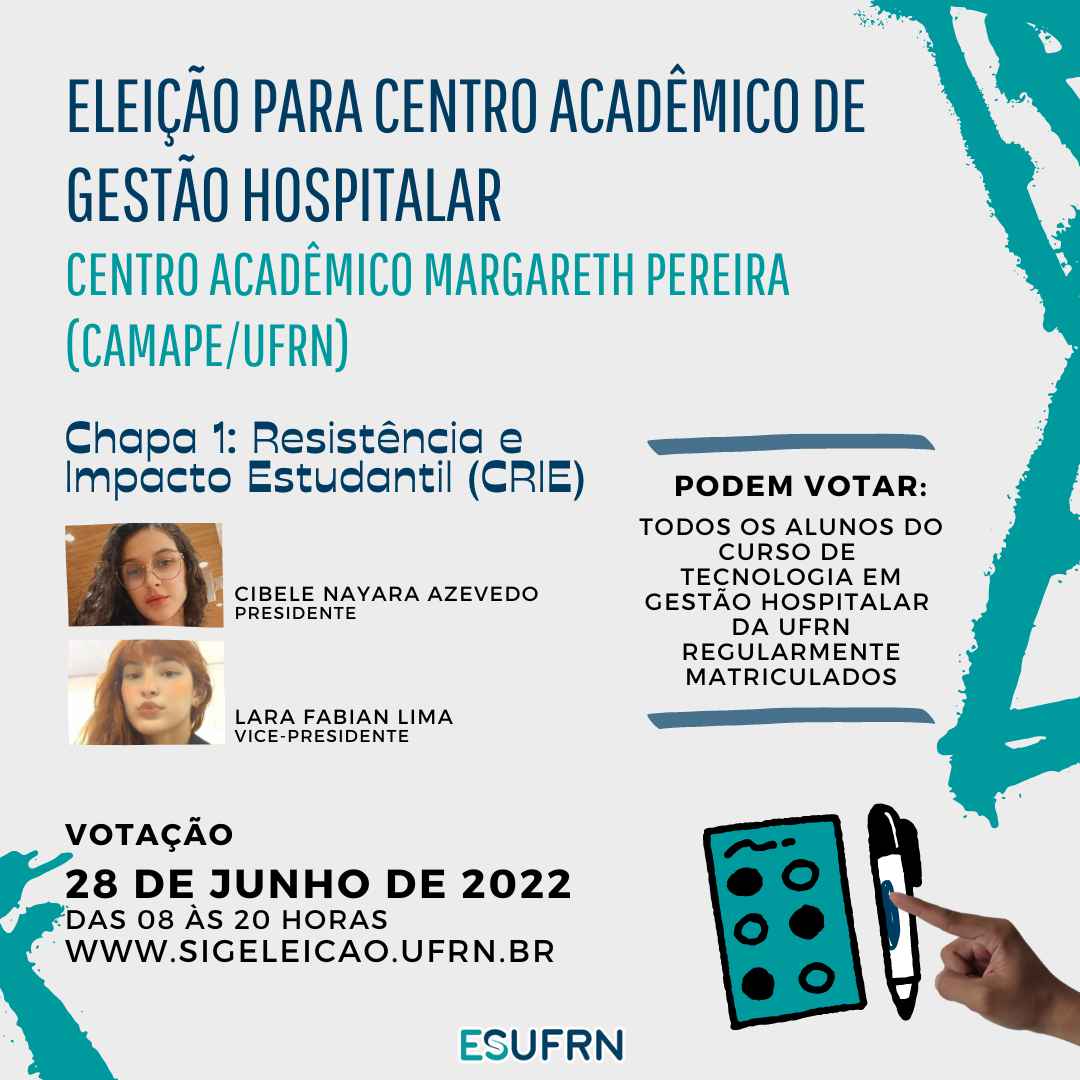 ELEIÇÃO PARA CENTRO ACADÊMICO DE
GESTÃO HOSPITALAR
CENTRO ACADÊMICO MARGARETH PEREIRA
(CAMAPE/UFRN)
Chapa 1: Resistência e
Impacto Estudantil (CRIE)
CIBELE NAYARA AZEVEDO
PRESIDENTE
LARA FABIAN LIMA
VICE-PRESIDENTE
PODEM VOTAR:
TODOS OS ALUNOS DO
CURSO DE
TECNOLOGIA EM
GESTÃO HOSPITALAR
DA UFRN
REGULARMENTE
MATRICULADOS
VOTAÇÃO
28 DE JUNHO DE 2022
DAS 08 ÀS 20 HORAS
WWW.SIGELEICAO.UFRN.BR
ESUFRN